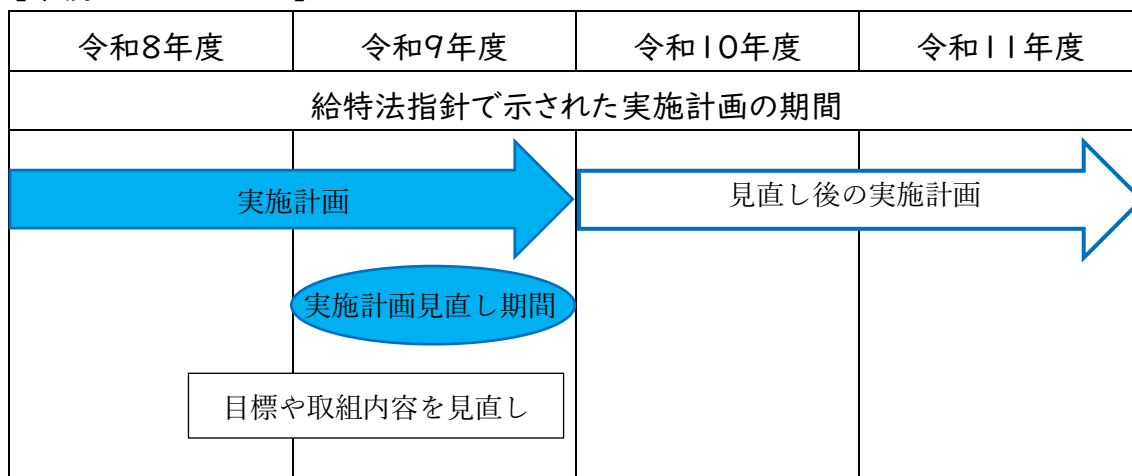 令和8年度
令和9年度
令和10年度
令和11年度
給特法指針で示された実施計画の期間
実施計画
見直し後の実施計画
実施計画見直し期間
目標や取組内容を見直し